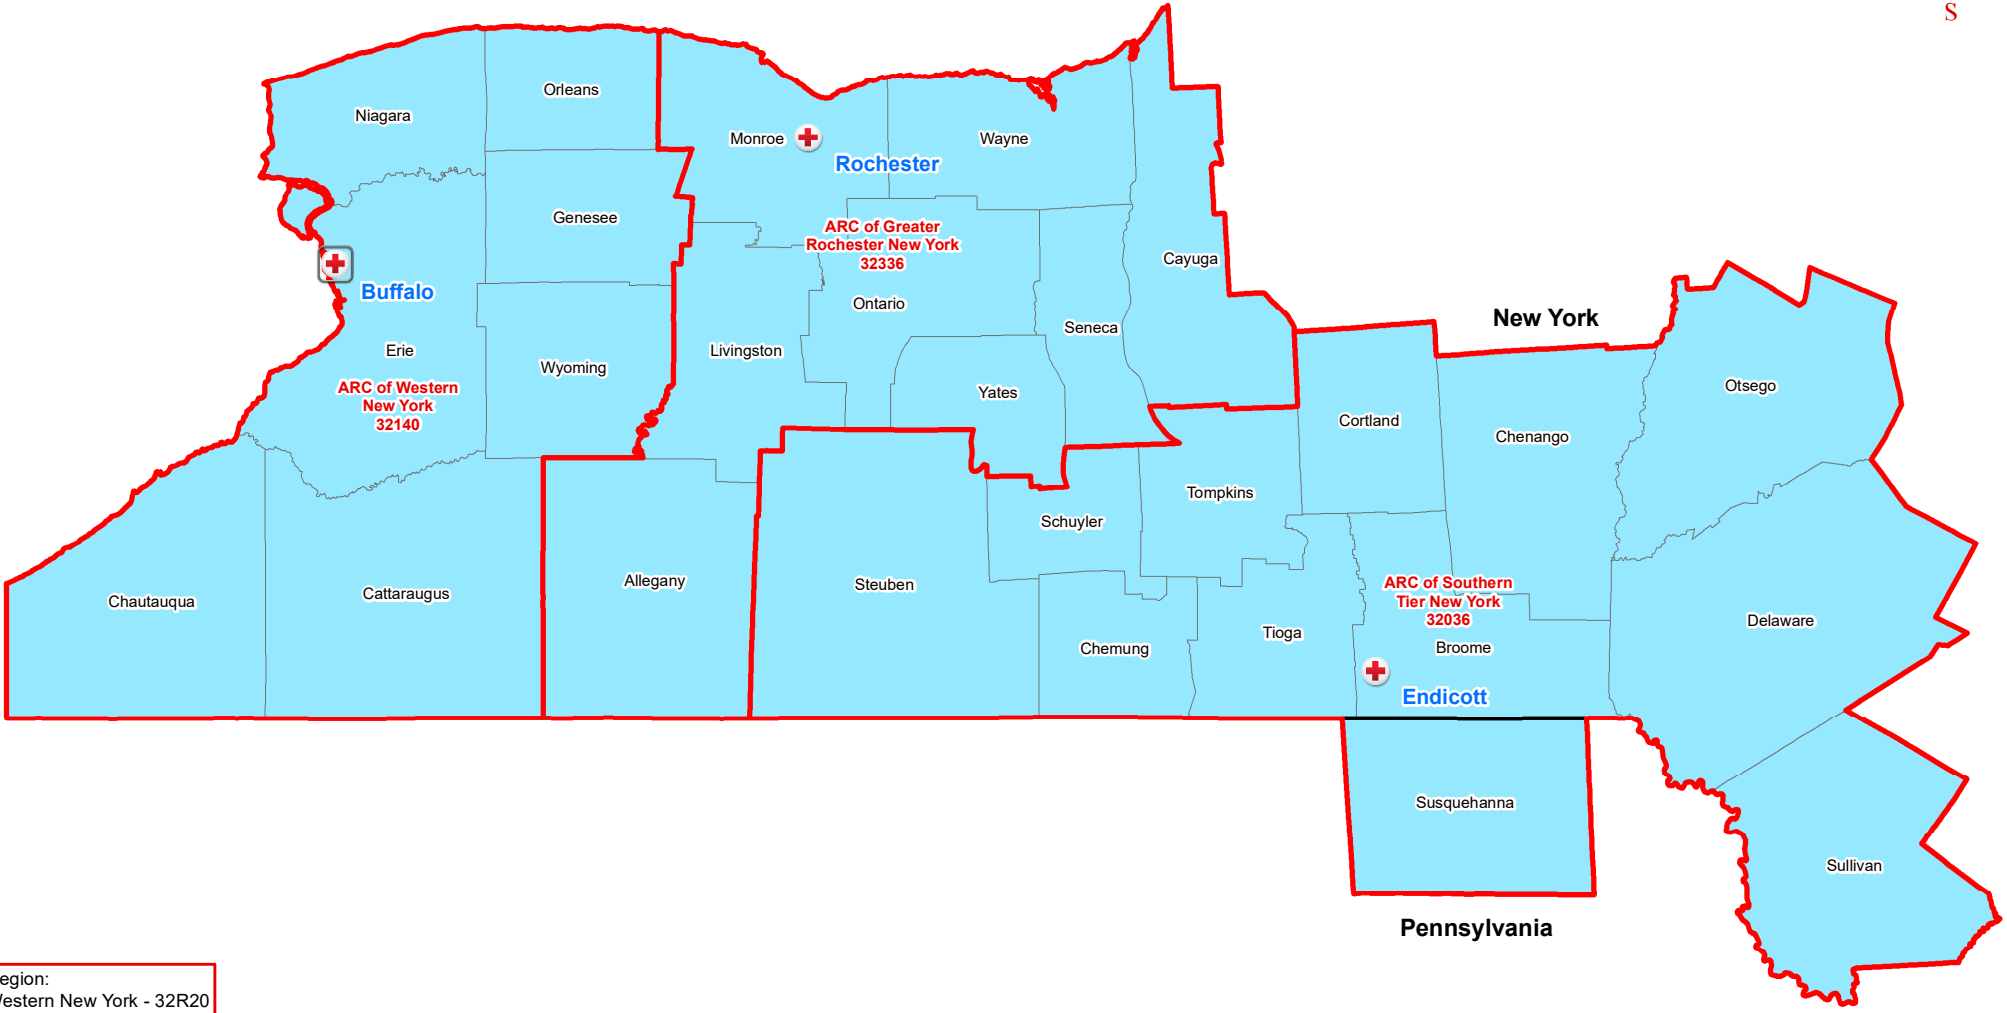 S
Orleans
Niagara
Monroe
Wayne
Rochester
Genesee
ARC of Greater
Rochester New York
32336
Cayuga
Buffalo
Ontario
New York
Seneca
Erie
Livingston
Wyoming
ARC of Western
New York
32140
Yates
Otsego
Cortland
Chenango
Tompkins
Schuyler
Allegany
Steuben
ARC of Southern
Tier New York
32036
Cattaraugus
Chautauqua
Delaware
Tioga
Chemung
Broome
Endicott
Susquehanna
Sullivan
Pennsylvania
egion:
Western New York - 32R20